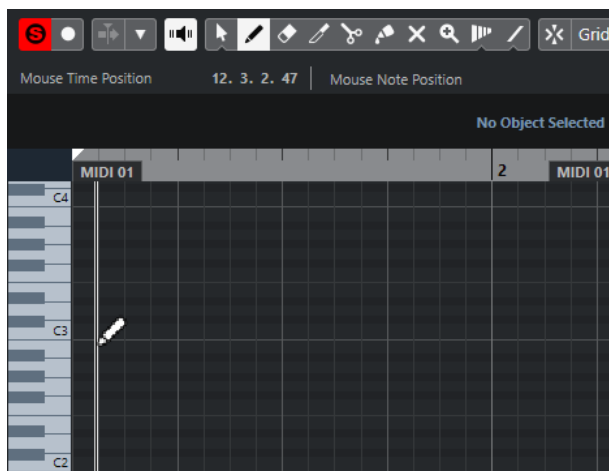 S Grid
Mouse Time Position 12. 3. 2. 47 Mouse Note Position
No Object Selected
2
MIDI 01 MIDI 01
C4
C3
C2